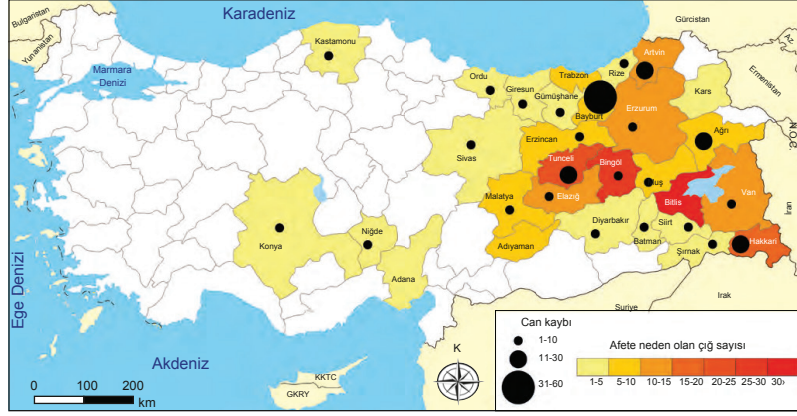 Bulgaristan
Yunanistan
Karadeniz
Gürcistan
Az.
Ermenistan
İran
Marmara
Denizi
Kastamonu
Ordu
Giresun
Gümüşhane
Trabzon
Rize
Artvin
Bayburt
Erzurum
Kars
Ağrı
Sivas
Erzincan
Tunceli
Bingöl
Muş
Bitlis
Van
Malatya
Elazığ
Diyarbakır
Batman
Siirt
Şırnak
Hakkari
Adıyaman
Konya
Niğde
Adana
Ege Denizi
Akdeniz
Suriye
Irak
KKTC
GKRY
K
0 100 200
km
Can kaybı
1-10
11-30
31-60
Afete neden olan çığ sayısı
1-5 5-10 10-15 15-20 20-25 25-30 30›